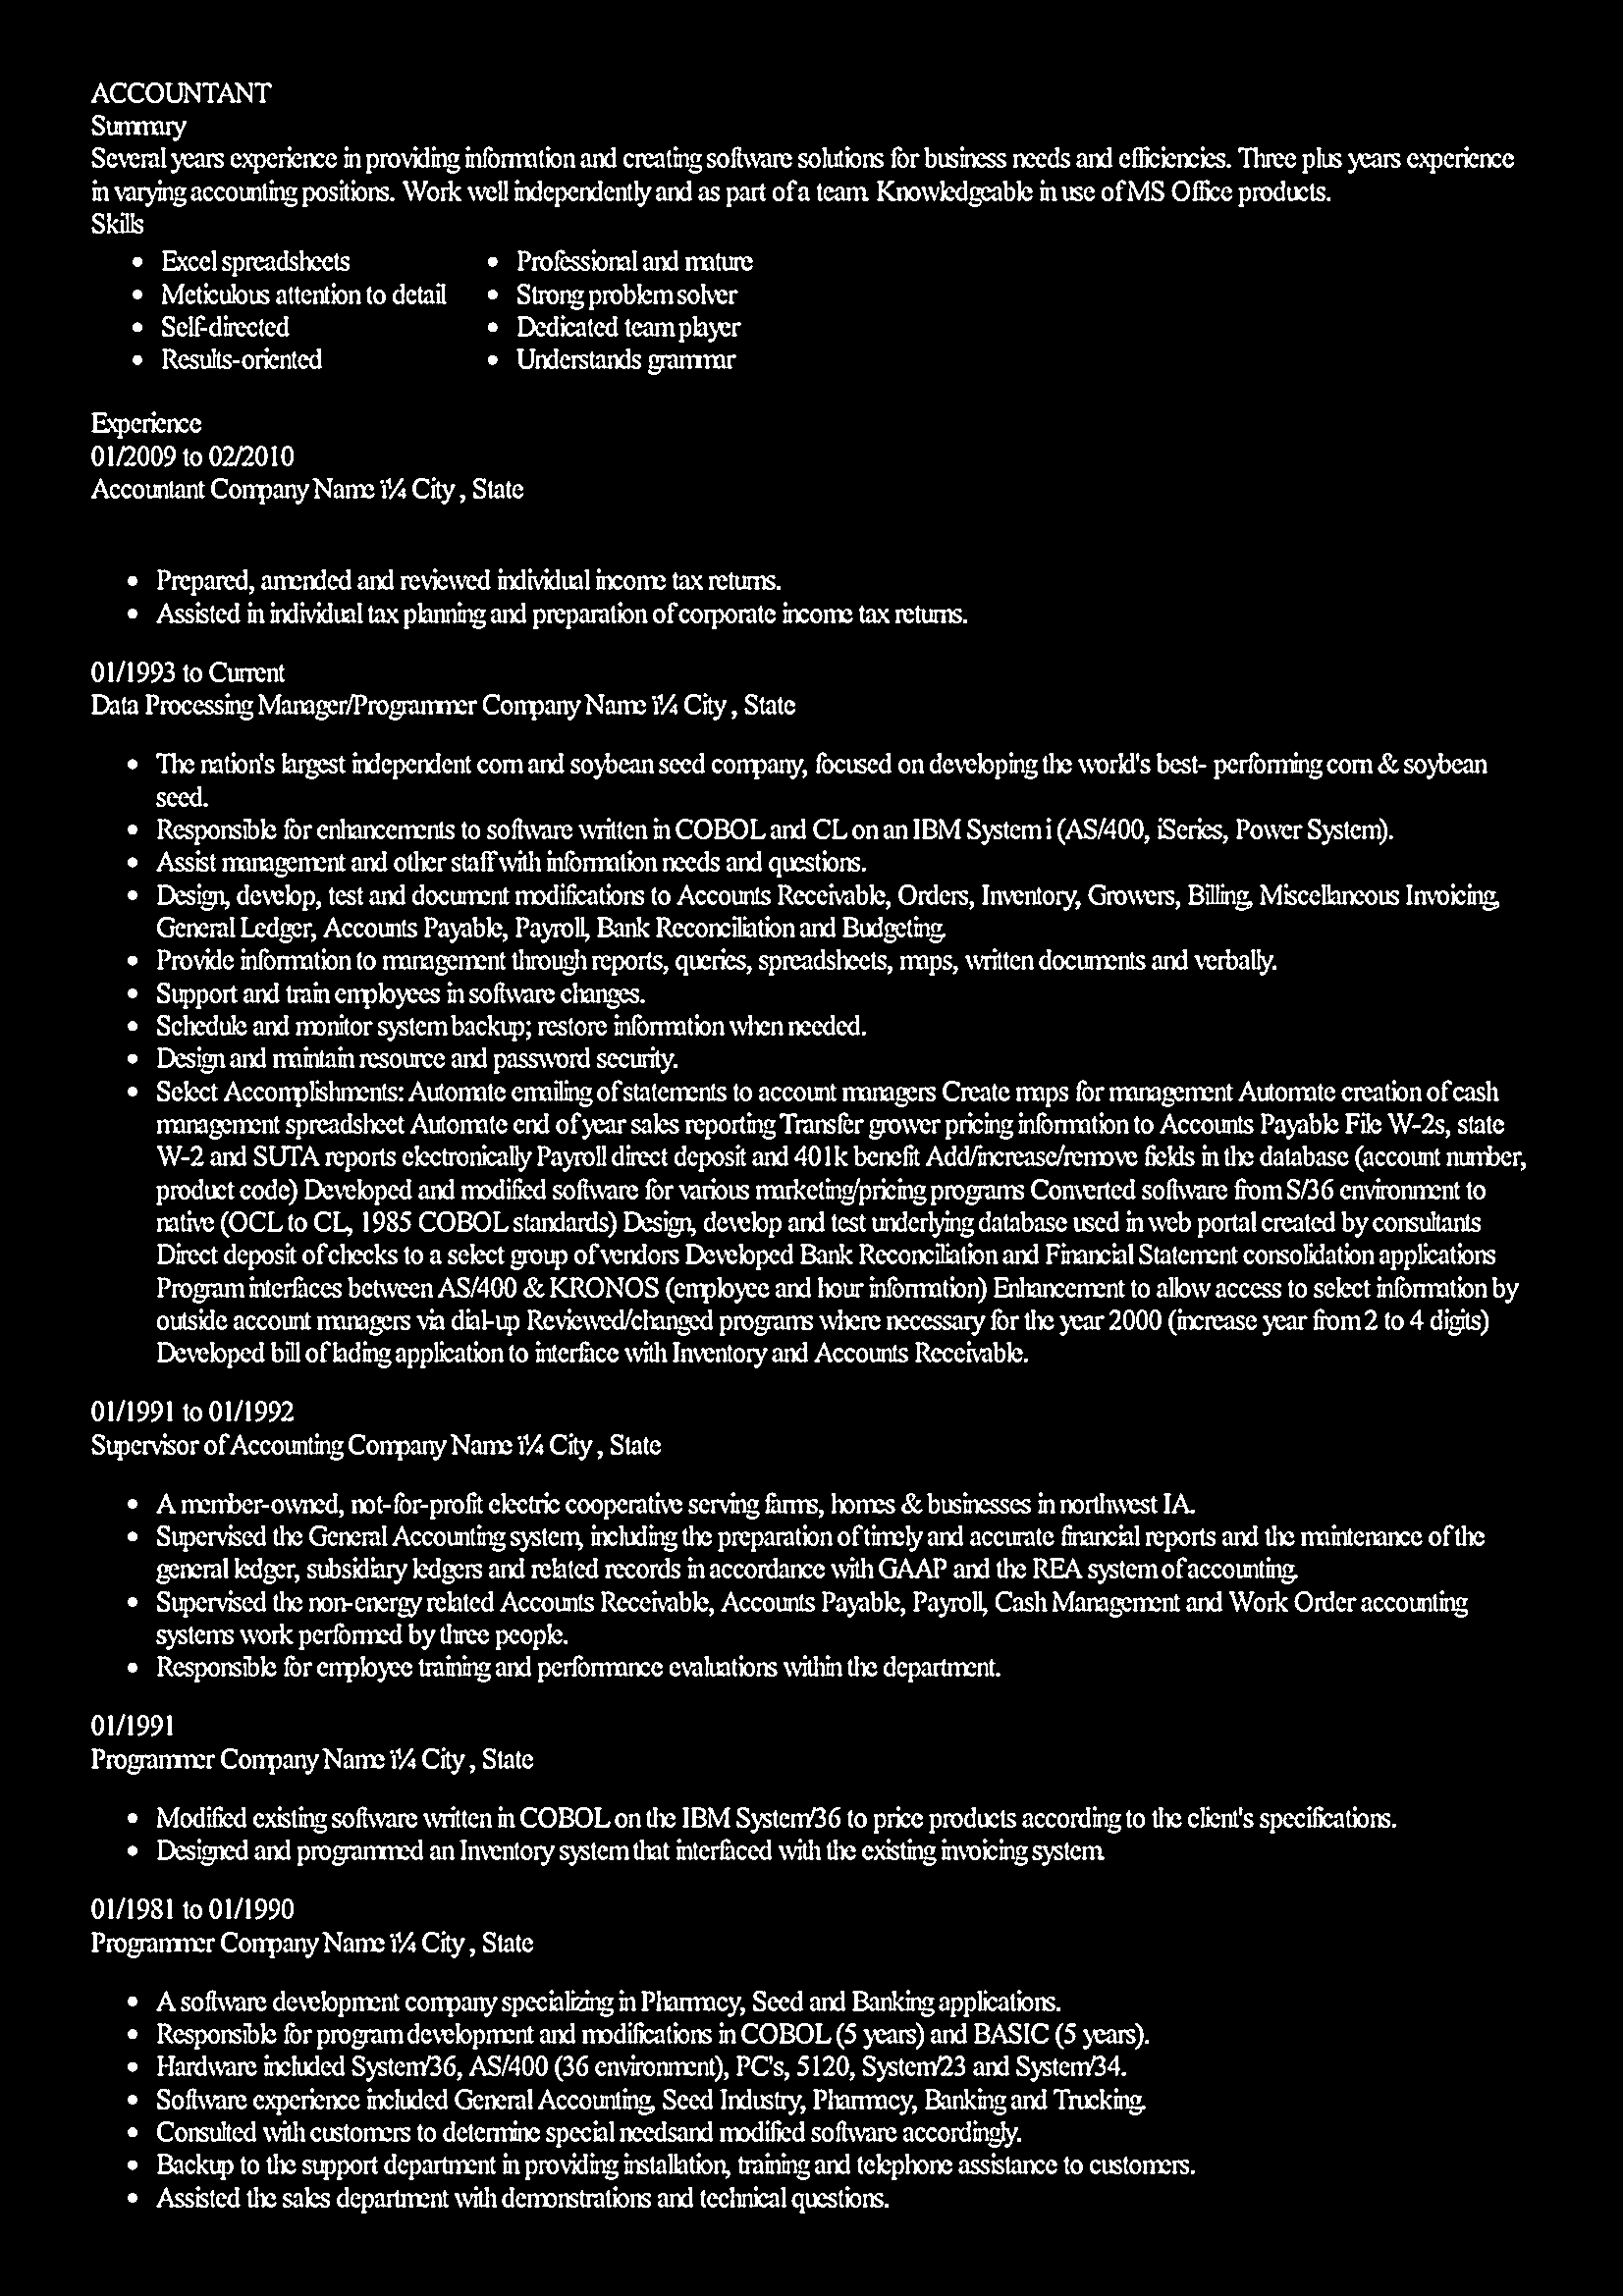 ACCOUNTANT
Summary
Several years experience in providing information and creating software solutions for business needs and efficiencies. Three plus years experience
in varying accounting positions. Work well independently and as part of a team. Knowledgeable in use of MS Office products.
Skills
• Excel spreadsheets • Professional and mature
• Meticulous attention to detail • Strong problem solver
• Self-directed • Dedicated team player
• Results-oriented • Understands grammar
Experience
01/2009 to 02/2010
Accountant Company Name ï¼ City , State
• Prepared, amended and reviewed individual income tax returns.
• Assisted in individual tax planning and preparation of corporate income tax returns.
01/1993 to Current
Data Processing Manager/Programmer Company Name ï¼ City , State
• The nation's largest independent corn and soybean seed company, focused on developing the world's best- performing corn & soybean
seed.
• Responsible for enhancements to software written in COBOL and CL on an IBM System i (AS/400, iSeries, Power System).
• Assist management and other staff with information needs and questions.
• Design, develop, test and document modifications to Accounts Receivable, Orders, Inventory, Growers, Billing, Miscellaneous Invoicing,
General Ledger, Accounts Payable, Payroll, Bank Reconciliation and Budgeting.
• Provide information to management through reports, queries, spreadsheets, maps, written documents and verbally.
• Support and train employees in software changes.
• Schedule and monitor system backup; restore information when needed.
• Design and maintain resource and password security.
• Select Accomplishments: Automate emailing of statements to account managers Create maps for management Automate creation of cash
management spreadsheet Automate end of year sales reporting Transfer grower pricing information to Accounts Payable File W-2s, state
W-2 and SUTA reports electronically Payroll direct deposit and 401k benefit Add/increase/remove fields in the database (account number,
product code) Developed and modified software for various marketing/pricing programs Converted software from S/36 environment to
native (OCL to CL, 1985 COBOL standards) Design, develop and test underlying database used in web portal created by consultants
Direct deposit of checks to a select group of vendors Developed Bank Reconciliation and Financial Statement consolidation applications
Program interfaces between AS/400 & KRONOS (employee and hour information) Enhancement to allow access to select information by
outside account managers via dial-up Reviewed/changed programs where necessary for the year 2000 (increase year from 2 to 4 digits)
Developed bill of lading application to interface with Inventory and Accounts Receivable.
01/1991 to 01/1992
Supervisor of Accounting Company Name ï¼ City , State
• A member-owned, not-for-profit electric cooperative serving farms, homes & businesses in northwest IA.
• Supervised the General Accounting system, including the preparation of timely and accurate financial reports and the maintenance of the
general ledger, subsidiary ledgers and related records in accordance with GAAP and the REA system of accounting.
• Supervised the non-energy related Accounts Receivable, Accounts Payable, Payroll, Cash Management and Work Order accounting
systems work performed by three people.
• Responsible for employee training and performance evaluations within the department.
01/1991
Programmer Company Name ï¼ City , State
• Modified existing software written in COBOL on the IBM System/36 to price products according to the client's specifications.
• Designed and programmed an Inventory system that interfaced with the existing invoicing system.
01/1981 to 01/1990
Programmer Company Name ï¼ City , State
• A software development company specializing in Pharmacy, Seed and Banking applications.
• Responsible for program development and modifications in COBOL (5 years) and BASIC (5 years).
• Hardware included System/36, AS/400 (36 environment), PC's, 5120, System/23 and System/34.
• Software experience included General Accounting, Seed Industry, Pharmacy, Banking and Trucking.
• Consulted with customers to determine special needsand modified software accordingly.
• Backup to the support department in providing installation, training and telephone assistance to customers.
• Assisted the sales department with demonstrations and technical questions.